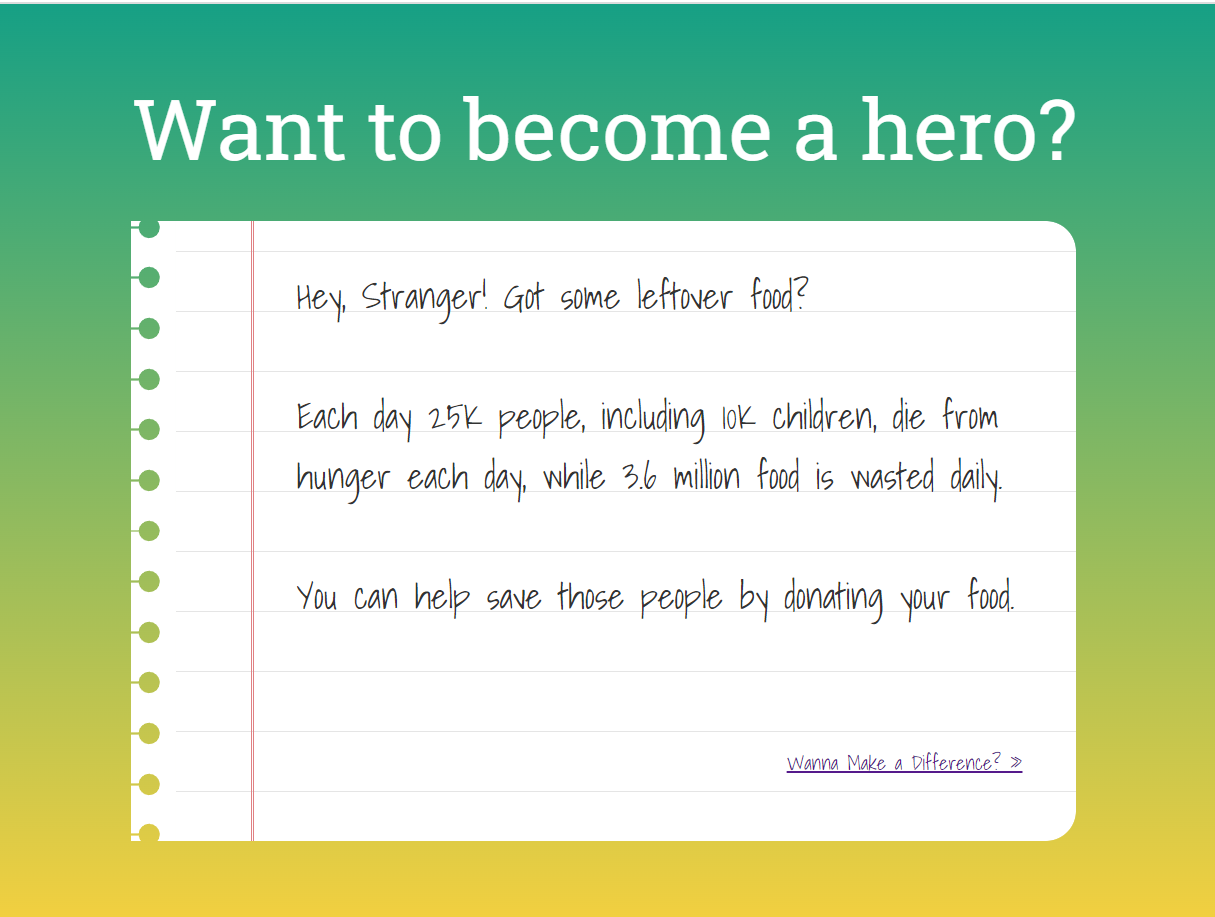 Want to become a hero?
Hey, Stranger! Got some leftover food?
Each day 25K people, including 10K children, die from
hunger each day, while 3.6 million food is wasted daily.
You can help save those people by donating your food.
Wanna Make a Difference? »